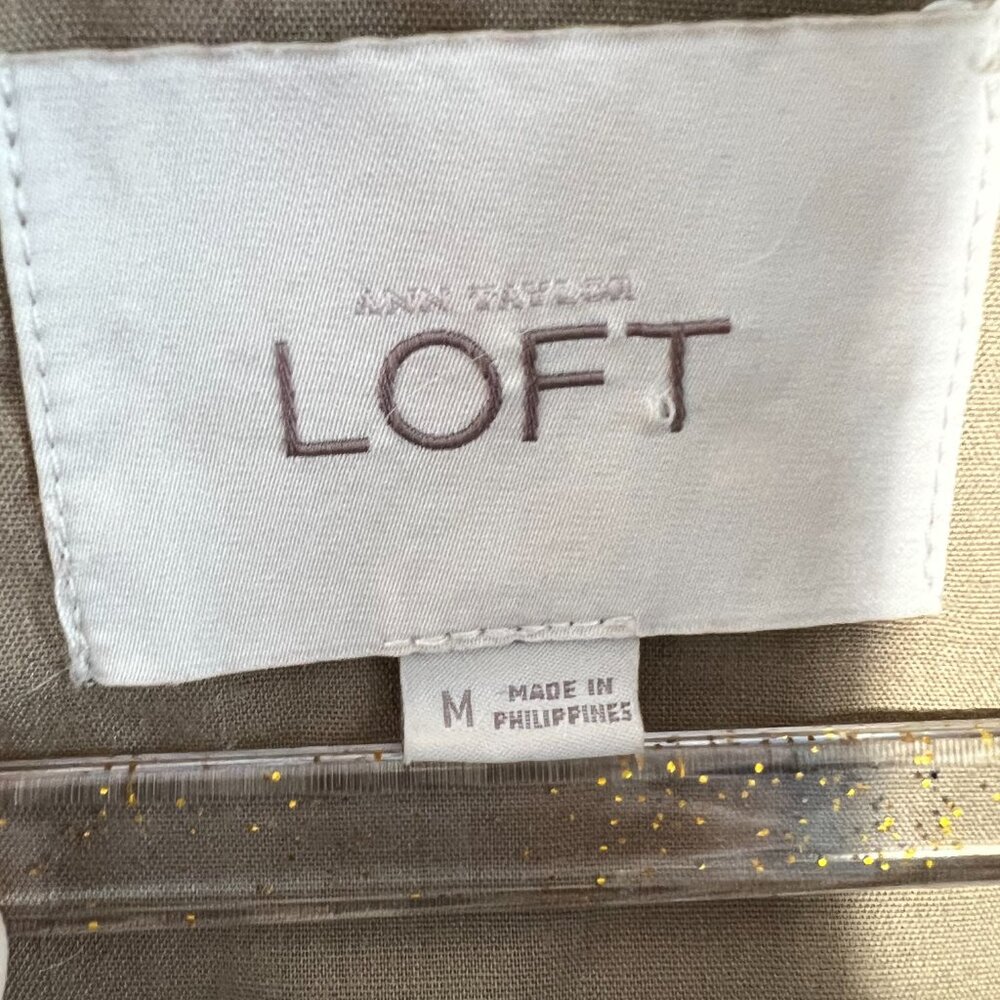 ANN TAYLOR
LOFT
M
MADE IN
PHILIPPINES